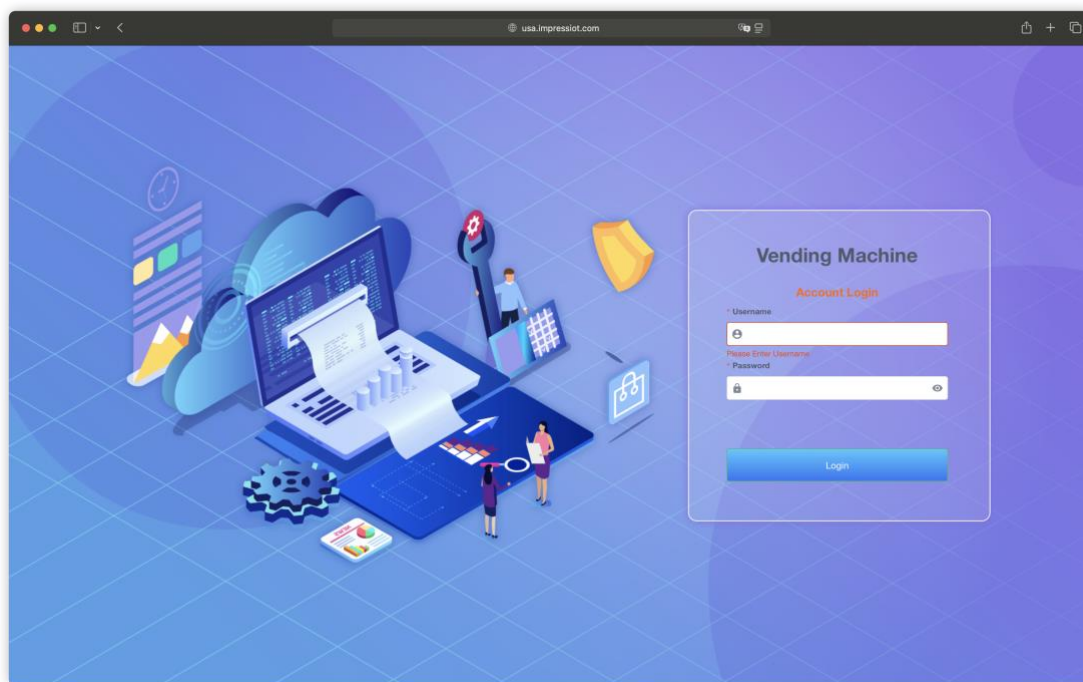 usa.impressiot.com
Vending Machine
Account Login
* Username
Please Enter Username
* Password
Login